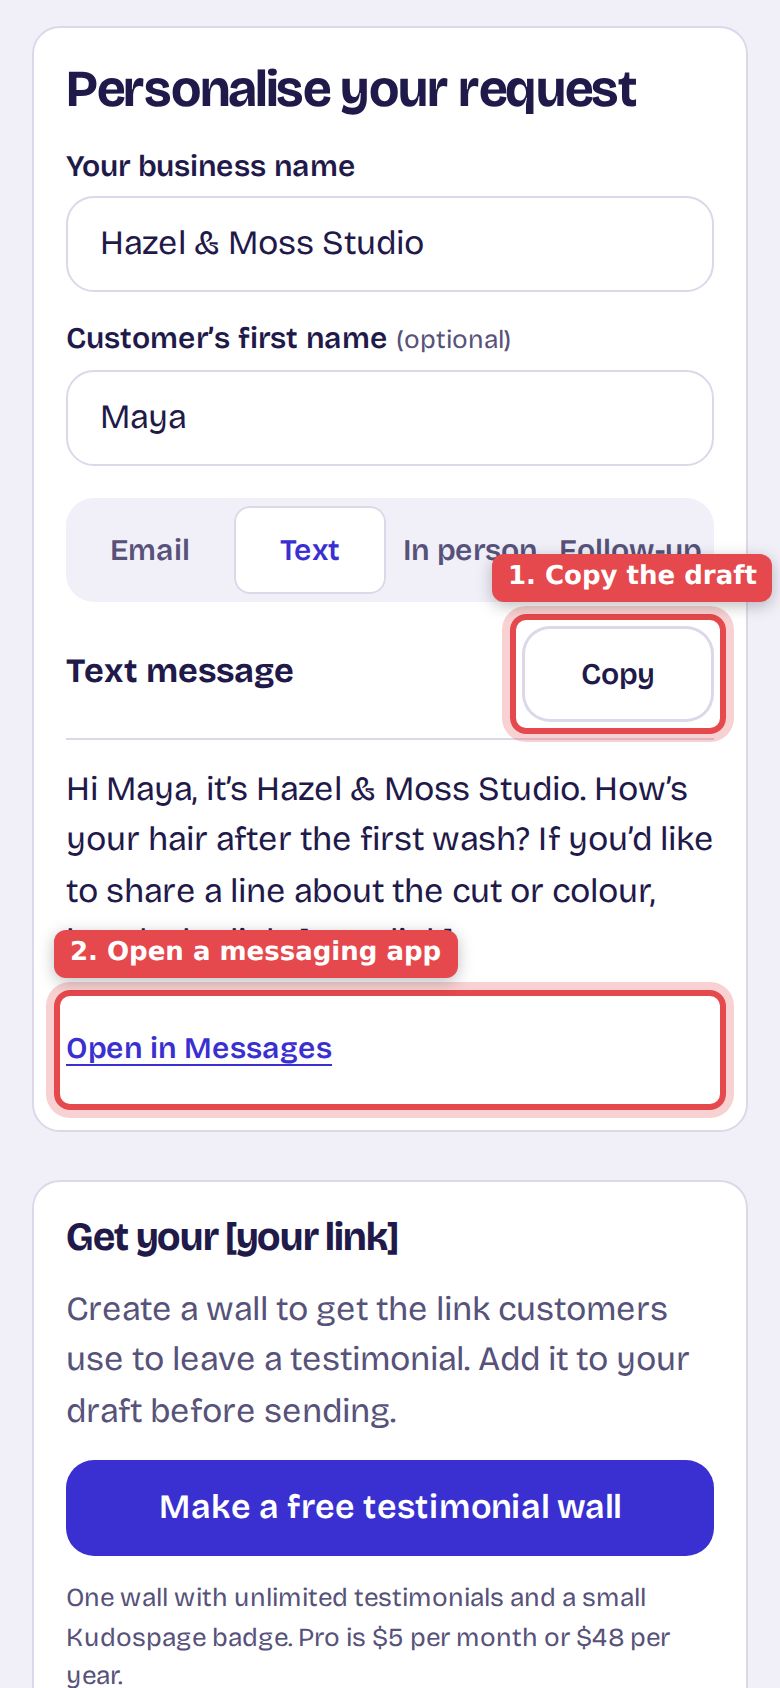 Personalise your request
Your business name
Hazel & Moss Studio
Customer’s first name (optional)
Maya
Email Text In person Follow-up
1. Copy the draft
Text message
Copy
Hi Maya, it’s Hazel & Moss Studio. How’s
your hair after the first wash? If you’d like
to share a line about the cut or colour,
2. Open a messaging app
Open in Messages
Get your [your link]
Create a wall to get the link customers
use to leave a testimonial. Add it to your
draft before sending.
Make a free testimonial wall
One wall with unlimited testimonials and a small
Kudospage badge. Pro is $5 per month or $48 per
year.